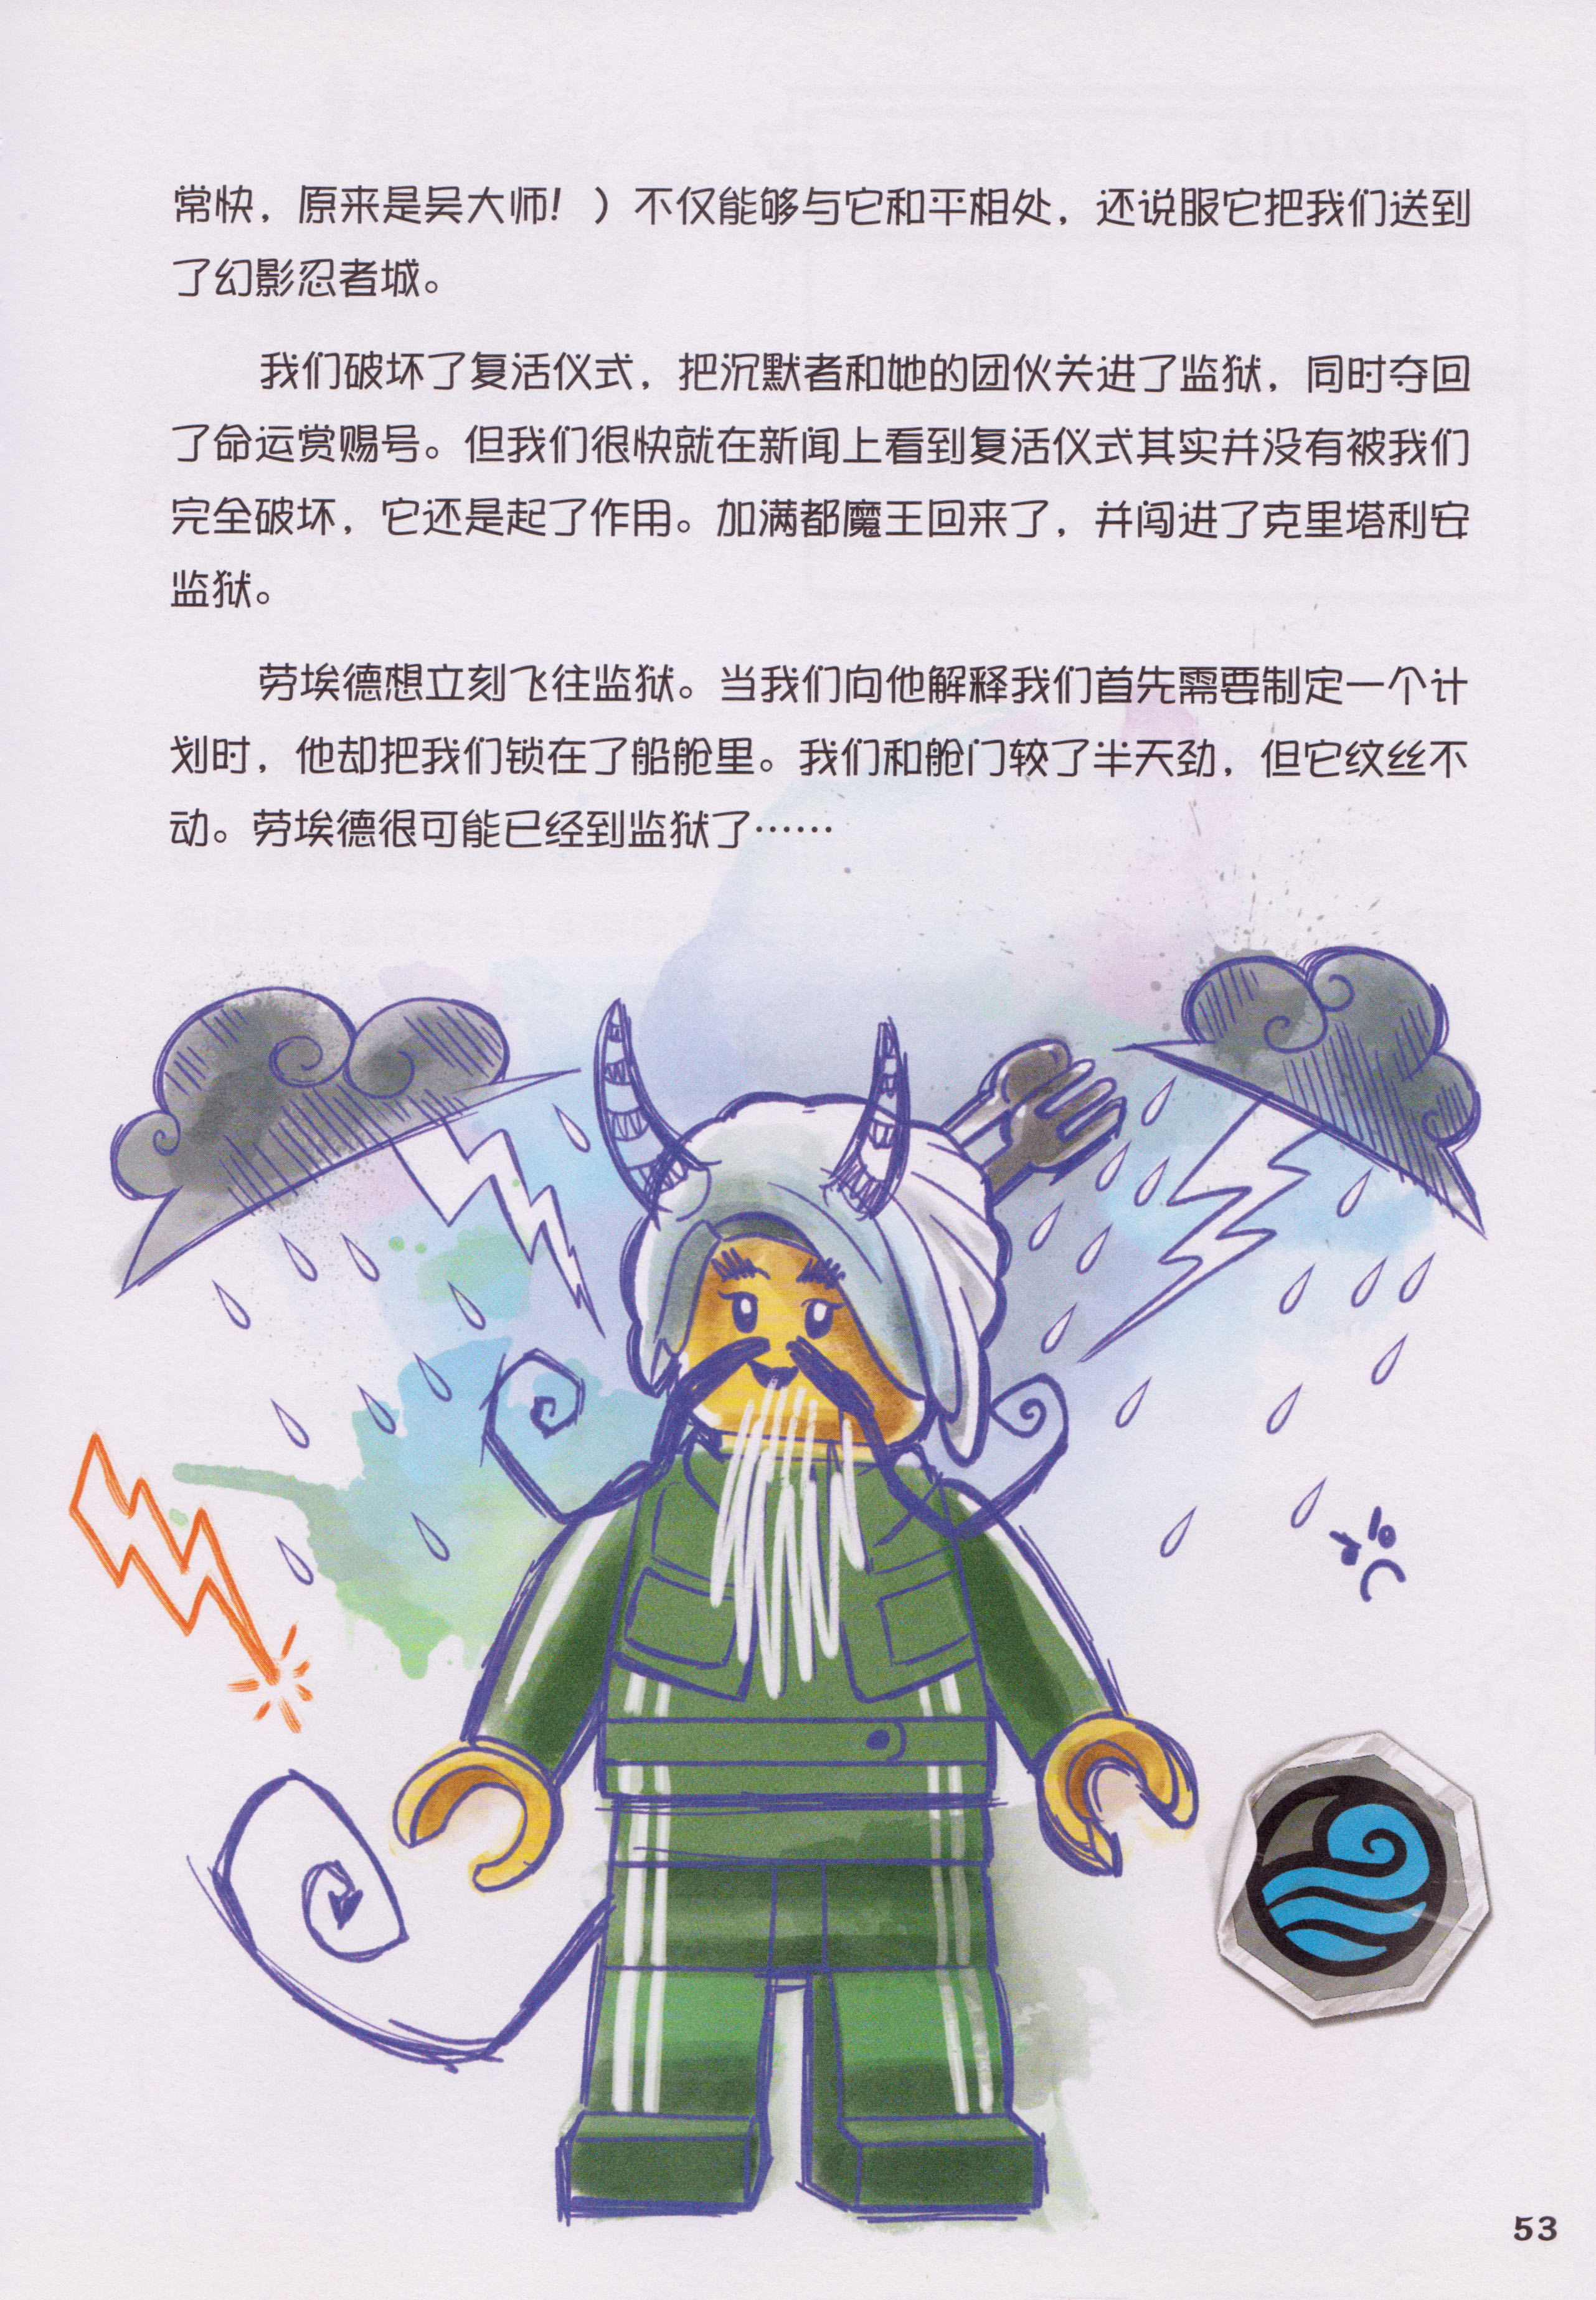 常快，原来是吴大师！）不仅能够与它和平相处，还说服它把我们送到
了幻影忍者城。
我们破坏了复活仪式，把沉默者和她的团伙关进了监狱，同时夺回
了命运赏赐号。但我们很快就在新闻上看到复活仪式其实并没有被我们
完全破坏，它还是起了作用。加满都魔王回来了，并闯进了克里塔利安
监狱。
劳埃德想立刻飞往监狱。当我们向他解释我们首先需要制定一个计
划时，他却把我们锁在了船舱里。我们和舱门较了半天劲，但它纹丝不
动。劳埃德很可能已经到监狱了……
53